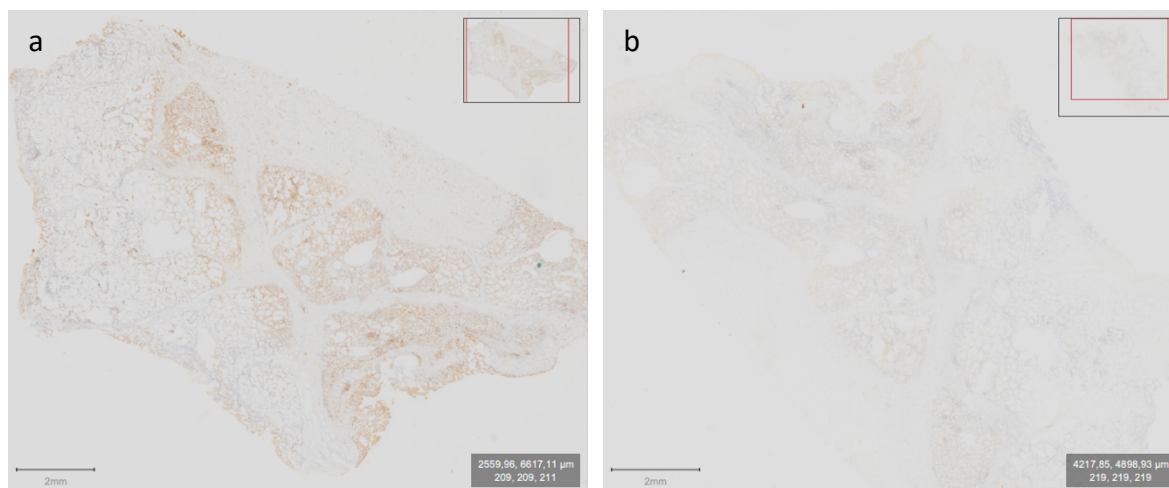 a
b
2559,96, 6617,11 µm
209, 209, 211
2mm
4217,85, 4898,93 µm
219, 219, 219
2mm